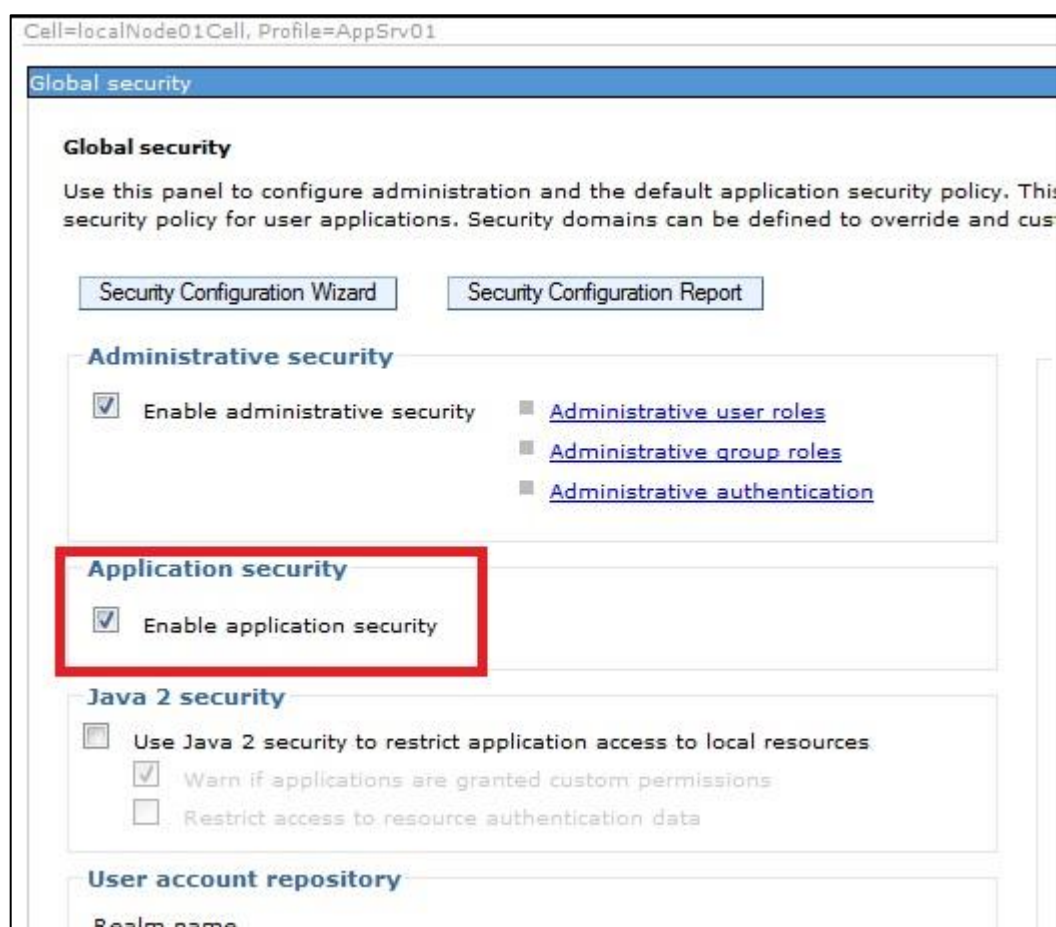 Cell=localNode01Cell, Profile=AppSrv01
Global security
Global security
Use this panel to configure administration and the default application security policy. This
security policy for user applications. Security domains can be defined to override and cus
Security Configuration Wizard Security Configuration Report
Administrative security
Enable administrative security Administrative user roles
Administrative group roles
Administrative authentication
Application security
Enable application security
Java 2 security
Use Java 2 security to restrict application access to local resources
Warn if applications are granted custom permissions
Restrict access to resource authentication data
User account repository
Realm name